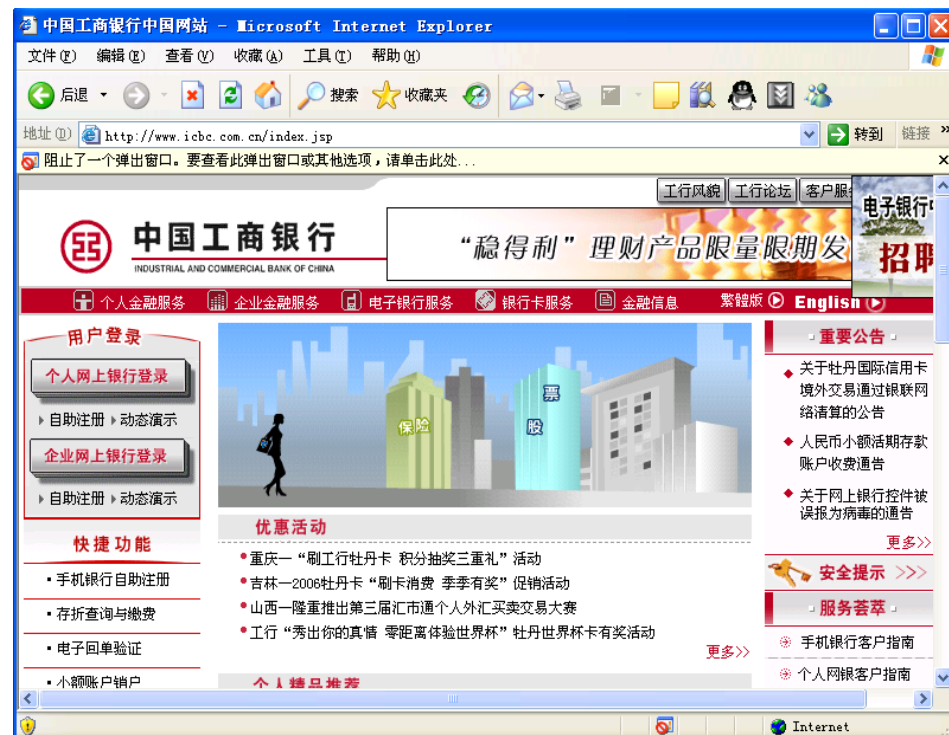 中国工商银行中国网站 - Microsoft Internet Explorer
文件(F) 编辑(E) 查看(V) 收藏(A) 工具(T) 帮助(H)
后退 搜索 收藏夹
地址(D) http://www.icbc.com.cn/index.jsp 转到 链接 »
阻止了一个弹出窗口。要查看此弹出窗口或其他选项，请单击此处... x
工行风貌 工行论坛 客户服
中国工商银行
INDUSTRIAL AND COMMERCIAL BANK OF CHINA
“稳得利”理财产品限量限期发
电子银行
招聘
个人金融服务 企业金融服务 电子银行服务 银行卡服务 金融信息 繁體版 English
用户登录
个人网上银行登录
自助注册 动态演示
企业网上银行登录
自助注册 动态演示
快捷功能
手机银行自助注册
存折查询与缴费
电子回单验证
小额账户销户
保险
票
股
优惠活动
重庆—“刷工行牡丹卡 积分抽奖三重礼”活动
吉林—2006牡丹卡“刷卡消费 季季有奖”促销活动
山西—隆重推出第三届汇市通个人外汇买卖交易大赛
工行“秀出你的真情 零距离体验世界杯”牡丹世界杯卡有奖活动
更多>>
个人精品推荐
重要公告
关于牡丹国际信用卡
境外交易通过银联网
络清算的公告
人民币小额活期存款
账户收费通告
关于网上银行控件被
误报为病毒的通告
更多>>
安全提示 >>>
服务荟萃
手机银行客户指南
个人网银客户指南
Internet